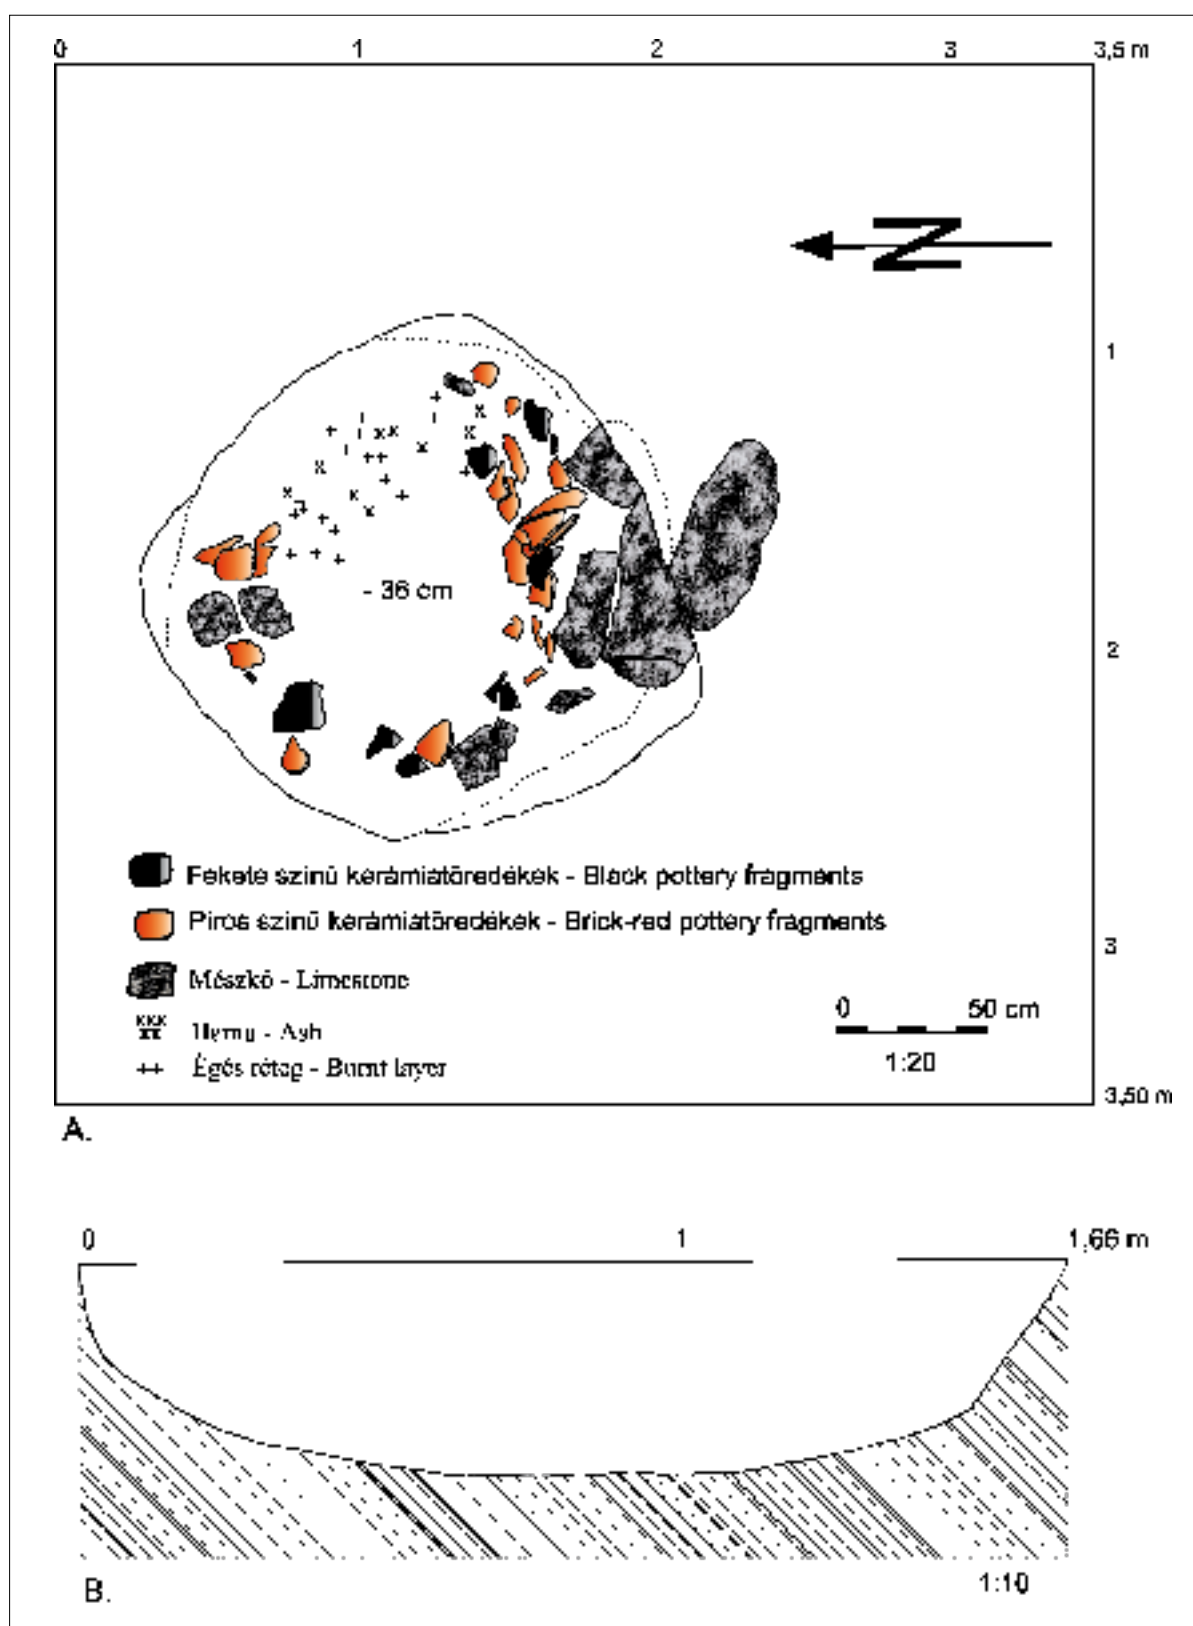 0 1 2 3 3,5 m
N
1
- 36 cm
2
Fekete színű kerámiatöredékek - Black pottery fragments
Piros színű kerámiatöredékek - Brick-red pottery fragments
3
Mészkő - Limestone
0 50 cm
Hamu - Ash
Égés réteg - Burnt layer
1:20
3,50 m
A.
0 1 1,66 m
B.
1:10